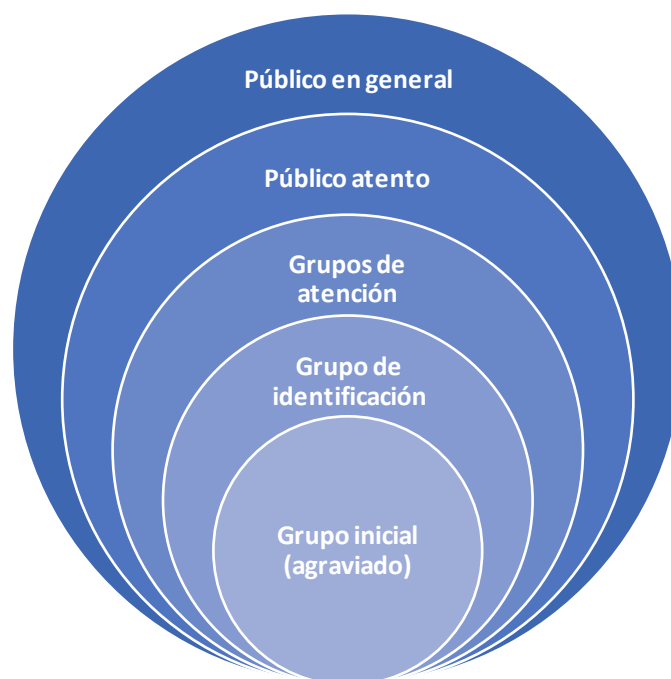 Público en general
Público atento
Grupos de
atención
Grupo de
identificación
Grupo inicial
(agraviado)